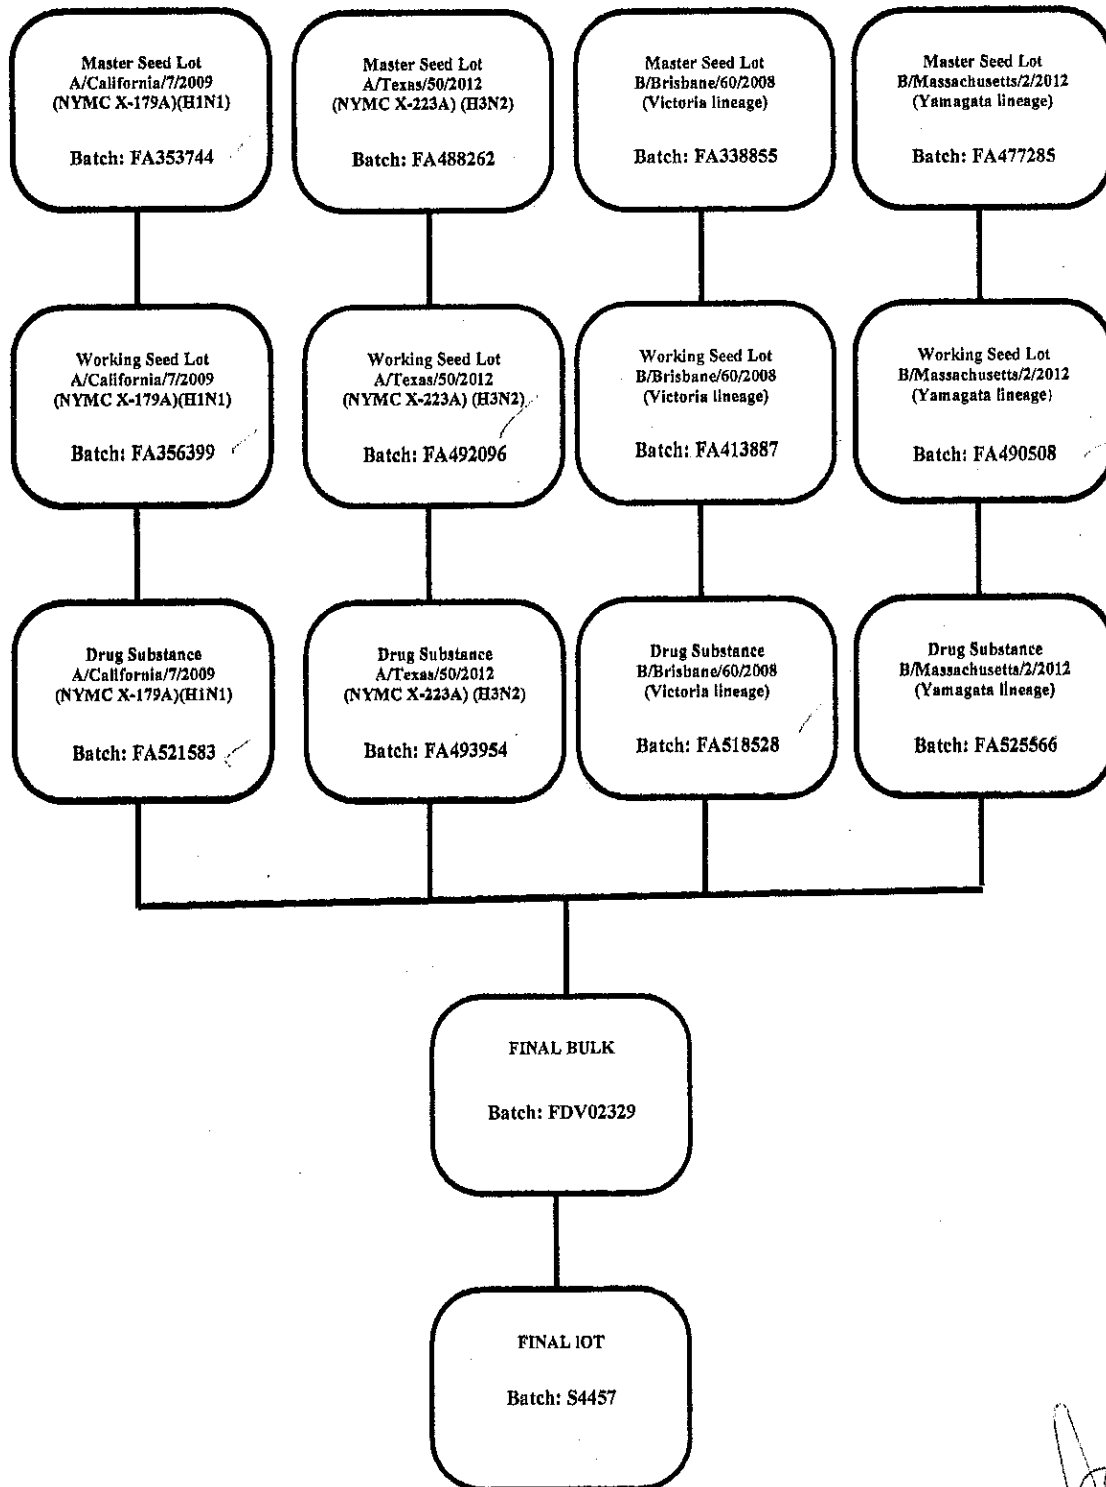 Master Seed Lot
A/California/7/2009
(NYMC X-179A)(H1N1)
Batch: FA353744
Master Seed Lot
A/Texas/50/2012
(NYMC X-223A) (H3N2)
Batch: FA488262
Master Seed Lot
B/Brisbane/60/2008
(Victoria lineage)
Batch: FA338855
Master Seed Lot
B/Massachusetts/2/2012
(Yamagata lineage)
Batch: FA477285
Working Seed Lot
A/California/7/2009
(NYMC X-179A)(H1N1)
Batch: FA356399
Working Seed Lot
A/Texas/50/2012
(NYMC X-223A) (H3N2)
Batch: FA492096
Working Seed Lot
B/Brisbane/60/2008
(Victoria lineage)
Batch: FA413887
Working Seed Lot
B/Massachusetts/2/2012
(Yamagata lineage)
Batch: FA490508
Drug Substance
A/California/7/2009
(NYMC X-179A)(H1N1)
Batch: FA521583
Drug Substance
A/Texas/50/2012
(NYMC X-223A) (H3N2)
Batch: FA493954
Drug Substance
B/Brisbane/60/2008
(Victoria lineage)
Batch: FA518528
Drug Substance
B/Massachusetts/2/2012
(Yamagata lineage)
Batch: FA525566
FINAL BULK
Batch: FDV02329
FINAL lOT
Batch: S4457